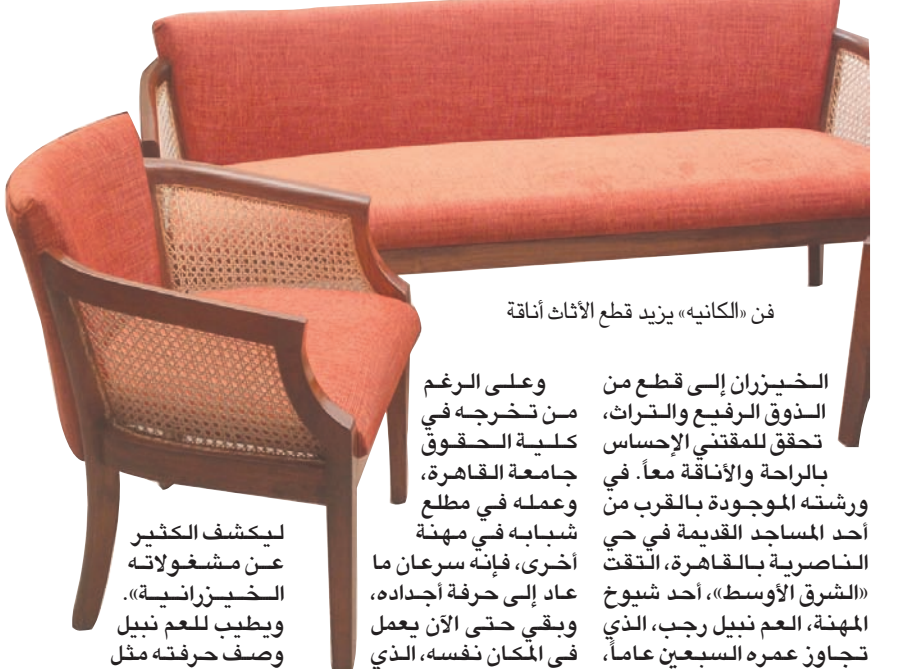 فن «الكانيه» يزيد قطع الأثاث أناقة
الخيزران إلى قطع من
الذوق الرفيع والتراث،
تحقق للمقتني الإحساس
بالراحة والأناقة معاً. في
ورشته الموجودة بالقرب من
أحد المساجد القديمة في حي
الناصرية بالقاهرة، التقت
«الشرق الأوسط»، أحد شيوخ
المهنة، العم نبيل رجب، الذي
تجاوز عمره السبعين عاماً،
وعلى الرغم
من تخرجه في
كلية الحقوق
جامعة القاهرة،
وعمله في مطلع
شبابه في مهنة
أخرى، فإنه سرعان ما
عاد إلى حرفة أجداده،
وبقي حتى الآن يعمل
في المكان نفسه، الذي
ليكشف الكثير
عن مشغولاته
الخيزرانية».
ويطيب للعم نبيل
وصف حرفته مثل